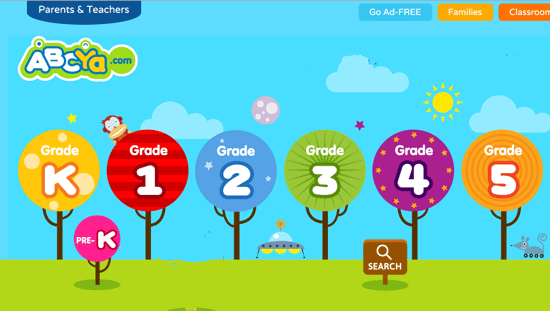 Parents & Teachers
Go Ad-FREE
Families
Classroom
ABCYa.com
Grade K
Grade 1
Grade 2
Grade 3
Grade 4
Grade 5
PRE-K
SEARCH